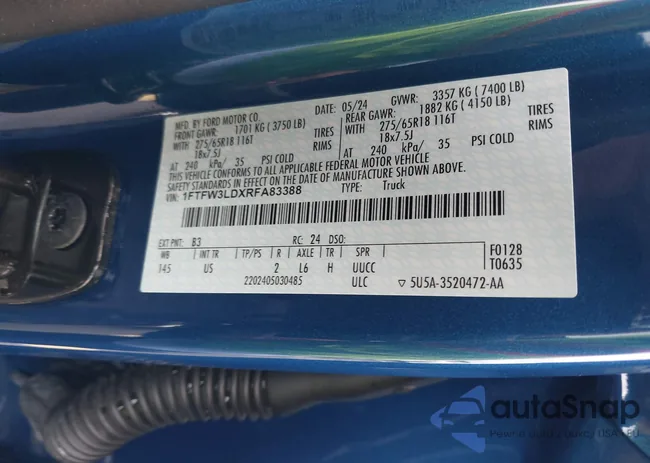 MFD. BY FORD MOTOR CO.
DATE: 05/24 GVWR: 3357 KG ( 7400 LB)
FRONT GAWR: 1701 KG ( 3750 LB) REAR GAWR: 1882 KG ( 4150 LB)
WITH 275/65R18 116T TIRES WITH 275/65R18 116T TIRES
18x7.5J RIMS 18x7.5J RIMS
AT 240 kPa/ 35 PSI COLD AT 240 kPa/ 35 PSI COLD
THIS VEHICLE CONFORMS TO ALL APPLICABLE FEDERAL MOTOR VEHICLE
SAFETY STANDARDS IN EFFECT ON THE DATE OF MANUFACTURE SHOWN ABOVE.
VIN: 1FTFW3LDXRFA83388 TYPE: Truck
EXT PNT: B3 RC: 24 DSO:
WB INT TR TP/PS R AXLE TR SPR F0128
145 US 2 L6 H UUCC T0635
2202405030485 ULC 5U5A-3520472-AA
autoSnap